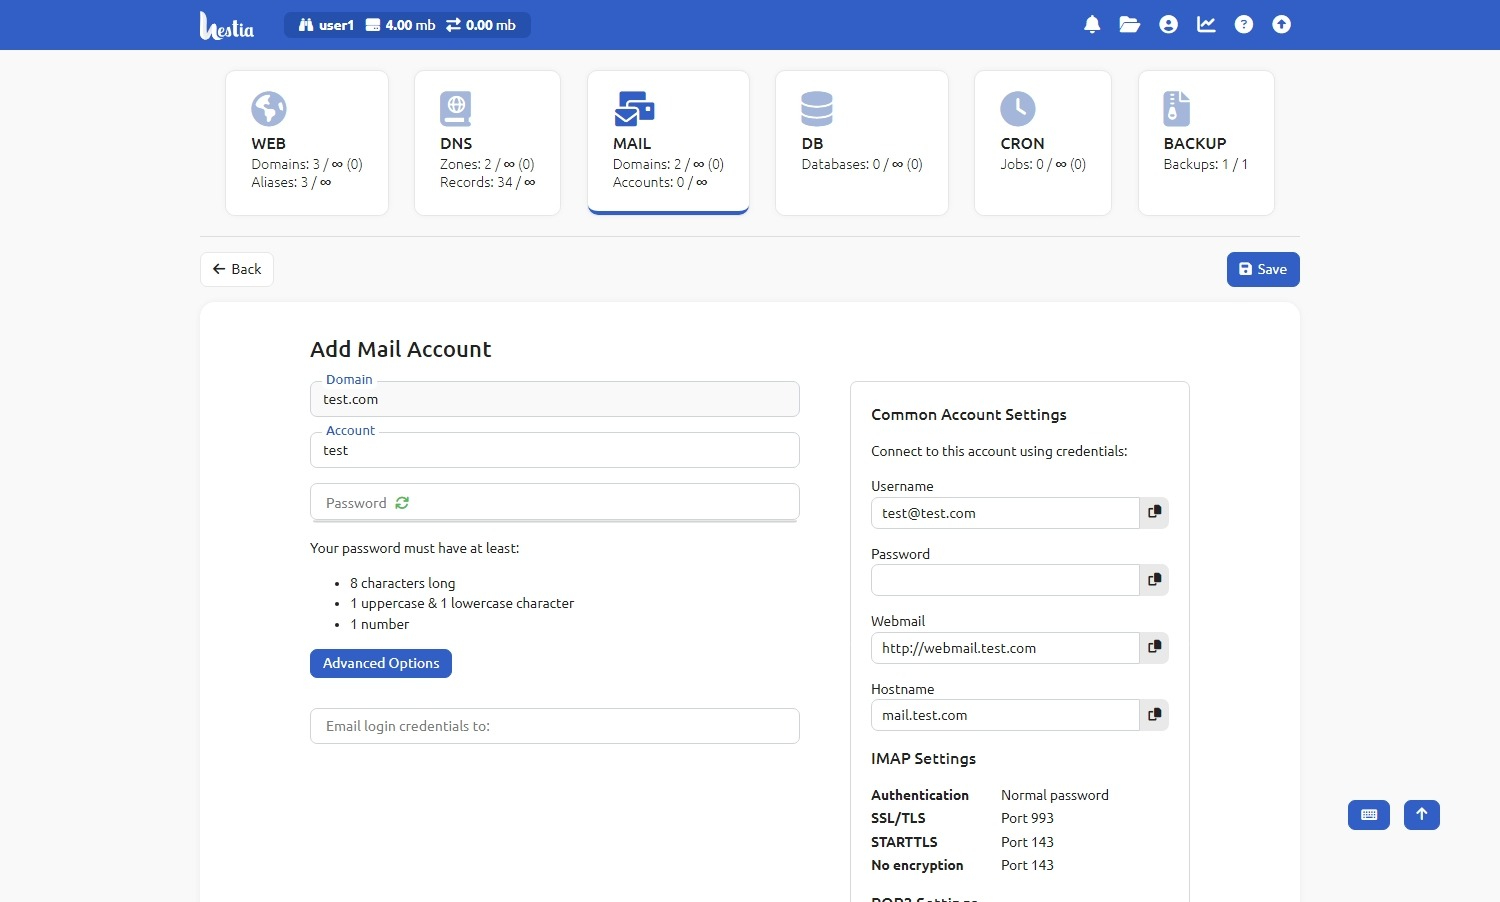 Hestia
user1 4.00 mb 0.00 mb
WEB
Domains: 3 / ∞ (0)
Aliases: 3 / ∞
DNS
Zones: 2 / ∞ (0)
Records: 34 / ∞
MAIL
Domains: 2 / ∞ (0)
Accounts: 0 / ∞
DB
Databases: 0 / ∞ (0)
CRON
Jobs: 0 / ∞ (0)
BACKUP
Backups: 1 / 1
Back
Save
Add Mail Account
Domain
test.com
Account
test
Password
Your password must have at least:
• 8 characters long
• 1 uppercase & 1 lowercase character
• 1 number
Advanced Options
Email login credentials to:
Common Account Settings
Connect to this account using credentials:
Username
test@test.com
Password
Webmail
http://webmail.test.com
Hostname
mail.test.com
IMAP Settings
Authentication Normal password
SSL/TLS Port 993
STARTTLS Port 143
No encryption Port 143
POP3 Settings